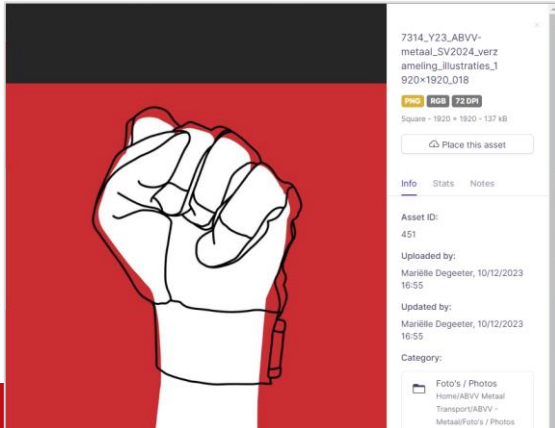 7314_Y23_ABVV-
metaal_SV2024_verz
ameling_illustraties_1
920x1920_018
PNG RGB 72 DPI
Square - 1920 × 1920 - 137 kB
Place this asset
Info Stats Notes
Asset ID:
451
Uploaded by:
Mariëlle Degeeter, 10/12/2023
16:55
Updated by:
Mariëlle Degeeter, 10/12/2023
16:55
Category:
Foto's / Photos
Home/ABVV Metaal
Transport/ABVV -
Metaal/Foto's / Photos